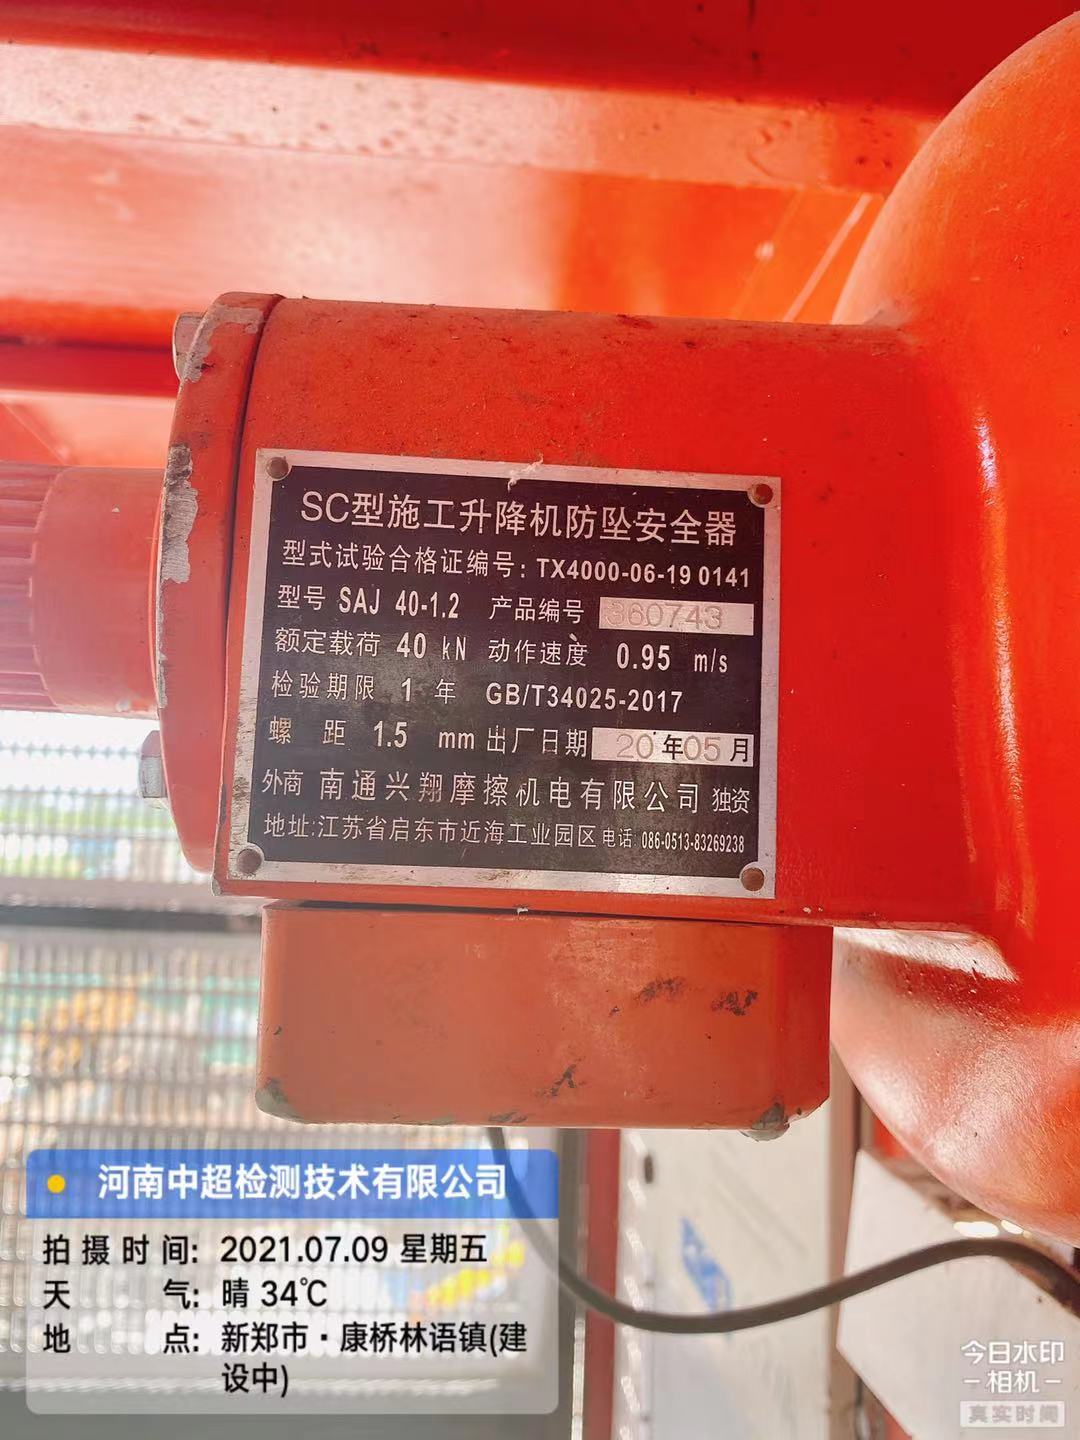 SC型施工升降机防坠安全器
型式试验合格证编号：TX4000-06-19 0141
型号 SAJ 40-1.2 产品编号 360743
额定载荷 40 kN 动作速度 0.95 m/s
检验期限 1 年 GB/T34025-2017
螺 距 1.5 mm 出厂日期 20年05月
外商 南通兴翔摩擦机电有限公司 独资
地址:江苏省启东市近海工业园区 电话: 086-0513-83269238
河南中超检测技术有限公司
拍摄时间: 2021.07.09 星期五
天 气: 晴 34℃
地 点: 新郑市·康桥林语镇(建
设中)
今日水印
-相机-
真实时间